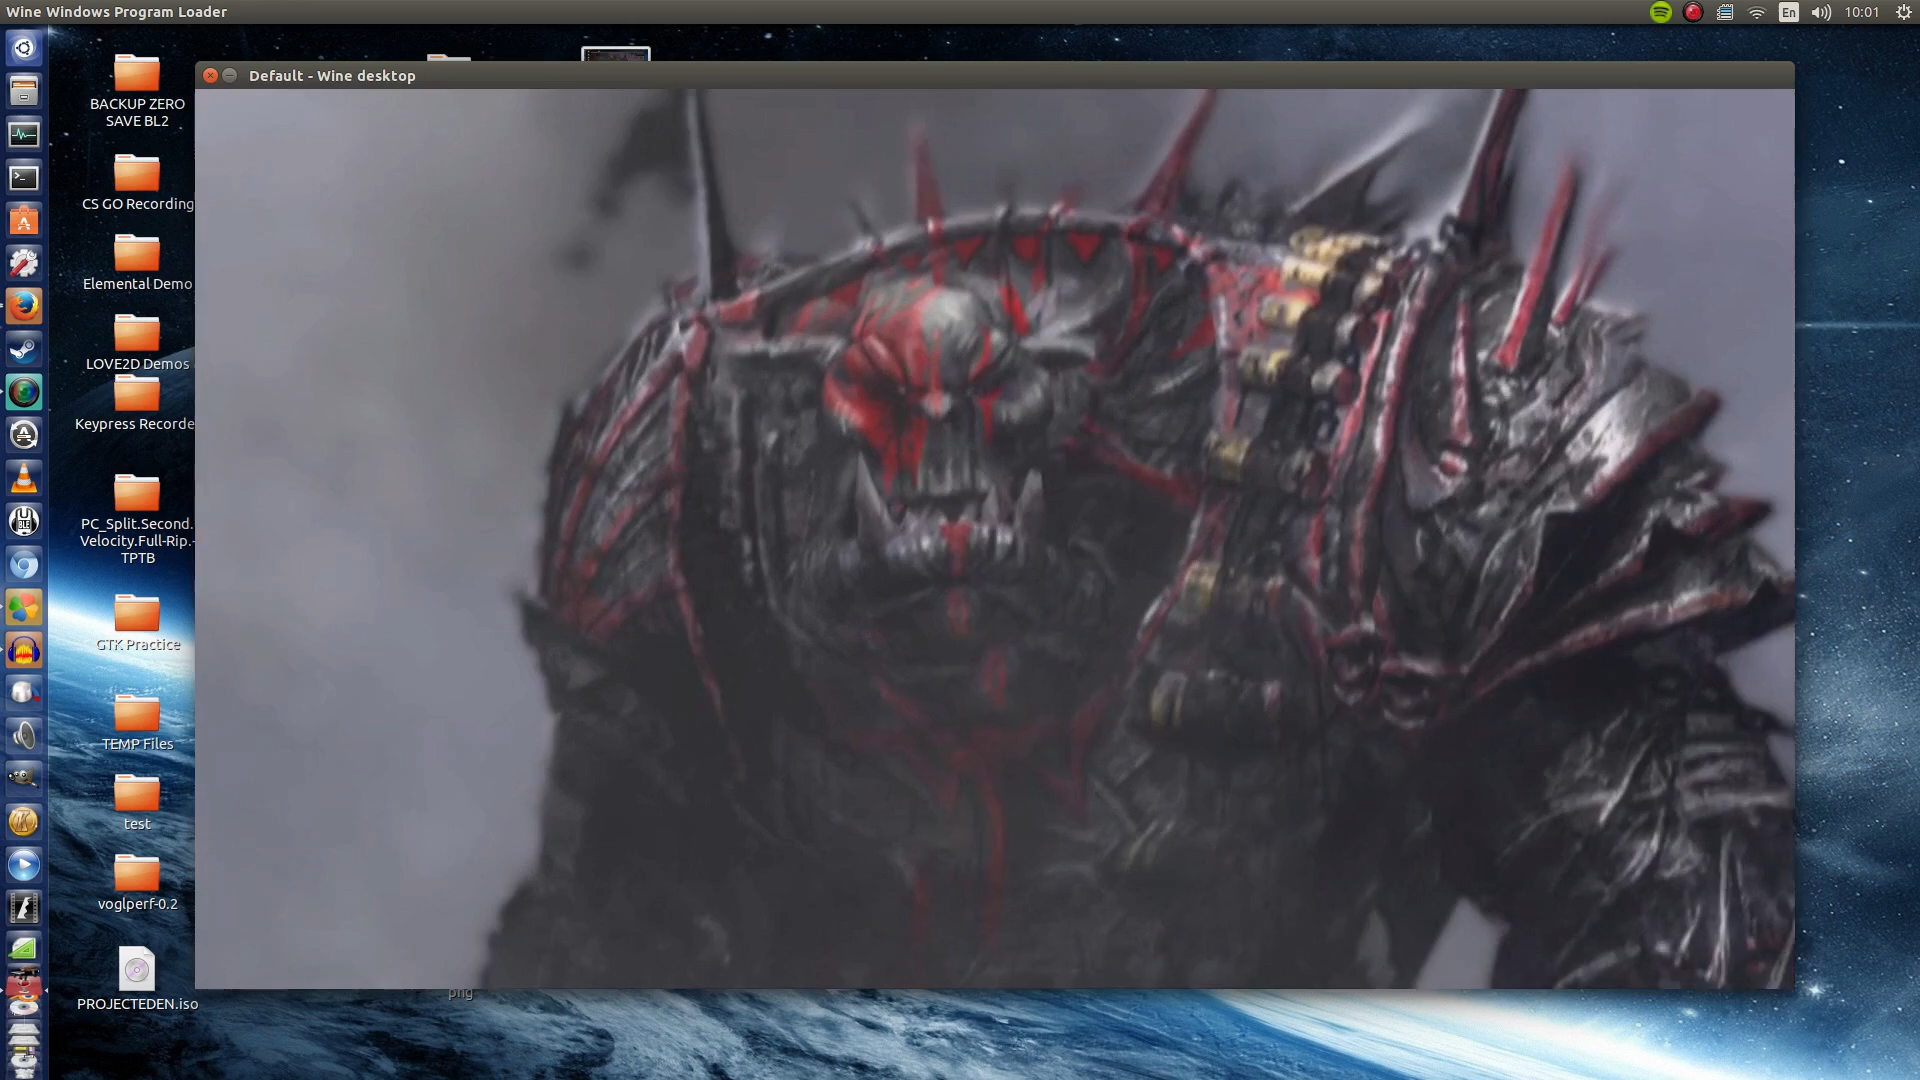 Wine Windows Program Loader
En
10:01
Default - Wine desktop
BACKUP ZERO
SAVE BL2
CS GO Recording
Elemental Demo
LOVE2D Demos
Keypress Recorde
PC_Split.Second.
Velocity.Full-Rip.-
TPTB
GTK Practice
TEMP Files
test
voglperf-0.2
PROJECTEDEN.iso
png